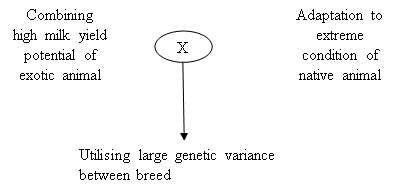 Combining
high milk yield
potential of
exotic animal
X
Adaptation to
extreme
condition of
native animal
Utilising large genetic variance
between breed